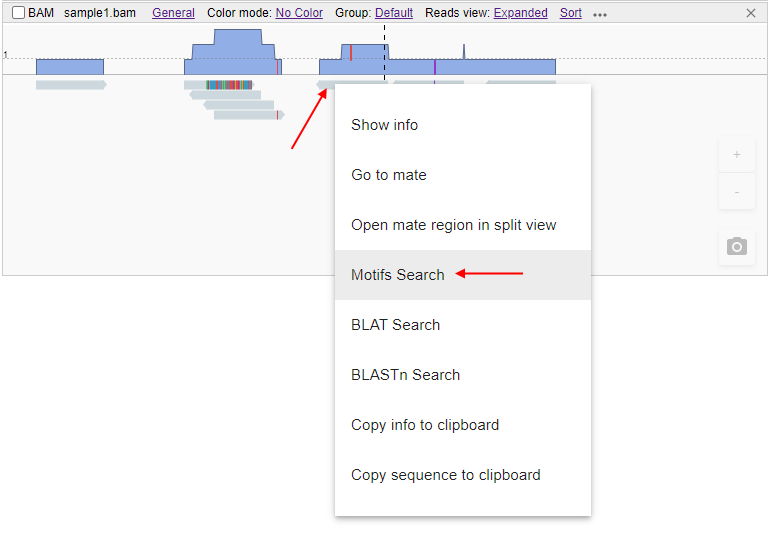 BAM sample1.bam General Color mode: No Color Group: Default Reads view: Expanded Sort
1
Show info
Go to mate
Open mate region in split view
Motifs Search
BLAT Search
BLASTn Search
Copy info to clipboard
Copy sequence to clipboard
+
-